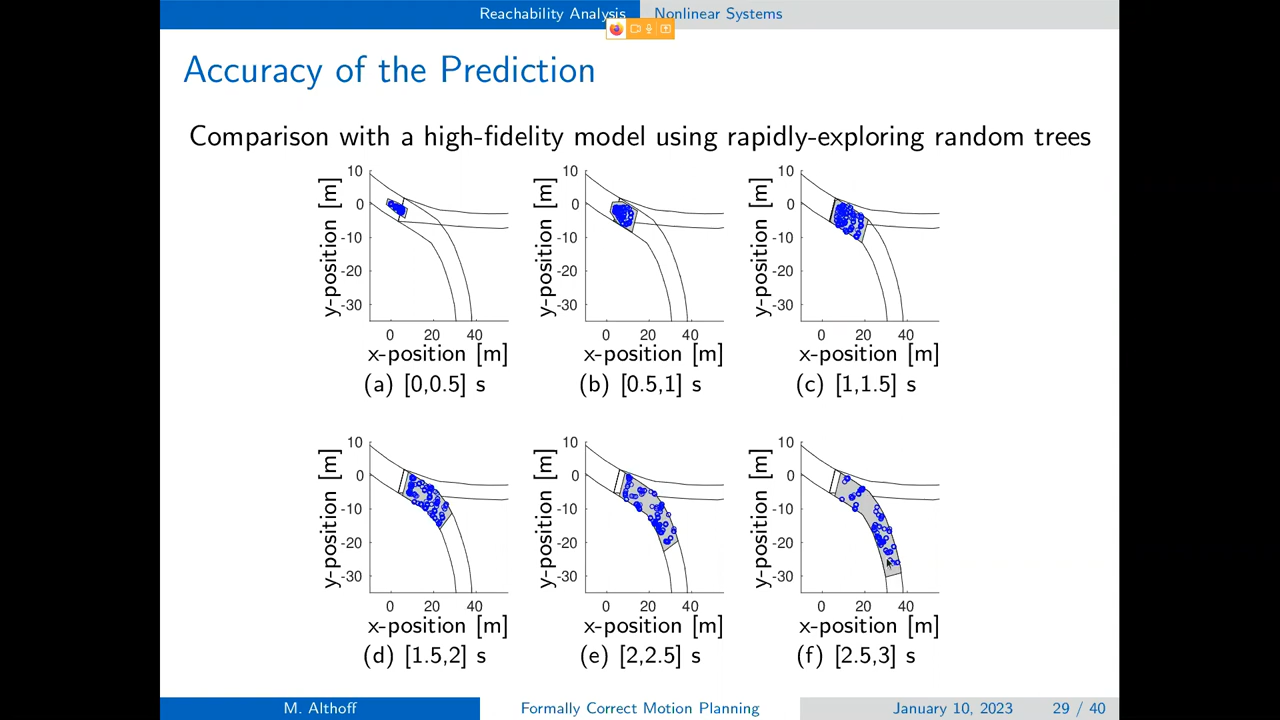 Reachability Analysis Nonlinear Systems
Accuracy of the Prediction
Comparison with a high-fidelity model using rapidly-exploring random trees
10
0
-10
-20
-30
y-position [m]
0 20 40
x-position [m]
(a) [0,0.5] s
10
0
-10
-20
-30
y-position [m]
0 20 40
x-position [m]
(b) [0.5,1] s
10
0
-10
-20
-30
y-position [m]
0 20 40
x-position [m]
(c) [1,1.5] s
10
0
-10
-20
-30
y-position [m]
0 20 40
x-position [m]
(d) [1.5,2] s
10
0
-10
-20
-30
y-position [m]
0 20 40
x-position [m]
(e) [2,2.5] s
10
0
-10
-20
-30
y-position [m]
0 20 40
x-position [m]
(f) [2.5,3] s
M. Althoff Formally Correct Motion Planning January 10, 2023 29 / 40